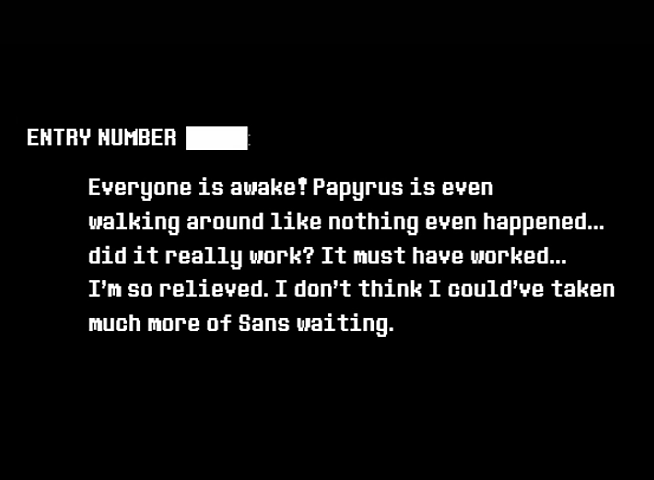 ENTRY NUMBER :
Everyone is awake! Papyrus is even
walking around like nothing even happened...
did it really work? It must have worked...
I'm so relieved. I don't think I could've taken
much more of Sans waiting.